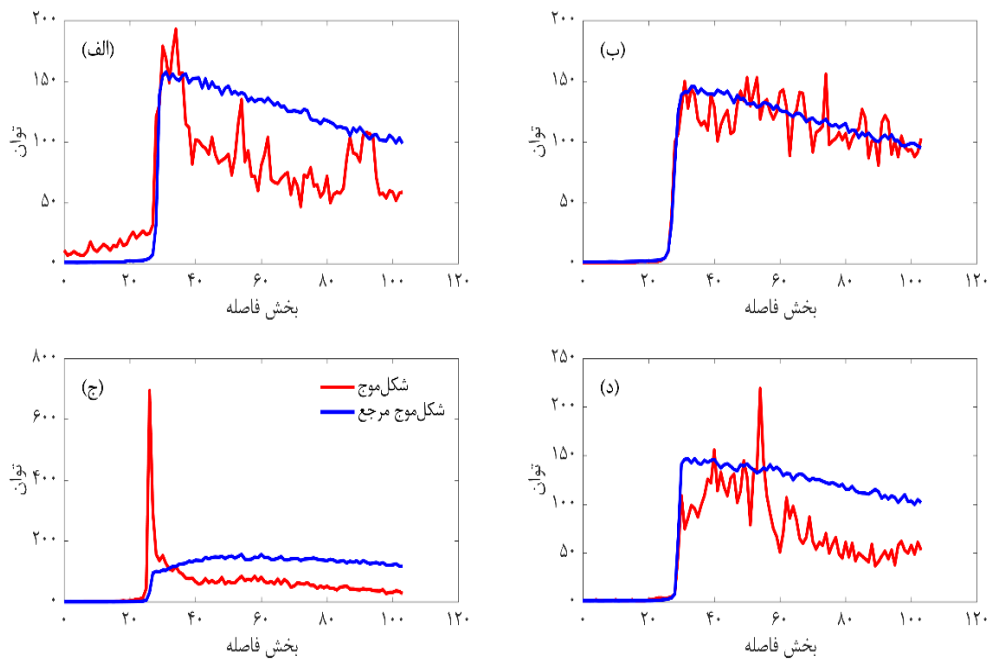 (الف)
۲۰۰
۱۵۰
۱۰۰
۵۰
۰
توان
۰ ۲۰ ۴۰ ۶۰ ۸۰ ۱۰۰ ۱۲۰
بخش فاصله
(ب)
۲۰۰
۱۵۰
۱۰۰
۵۰
۰
توان
۰ ۲۰ ۴۰ ۶۰ ۸۰ ۱۰۰ ۱۲۰
بخش فاصله
(ج)
شکل‌موج
شکل‌موج مرجع
۸۰۰
۶۰۰
۴۰۰
۲۰۰
۰
توان
۰ ۲۰ ۴۰ ۶۰ ۸۰ ۱۰۰ ۱۲۰
بخش فاصله
(د)
۲۵۰
۲۰۰
۱۵۰
۱۰۰
۵۰
۰
توان
۰ ۲۰ ۴۰ ۶۰ ۸۰ ۱۰۰ ۱۲۰
بخش فاصله